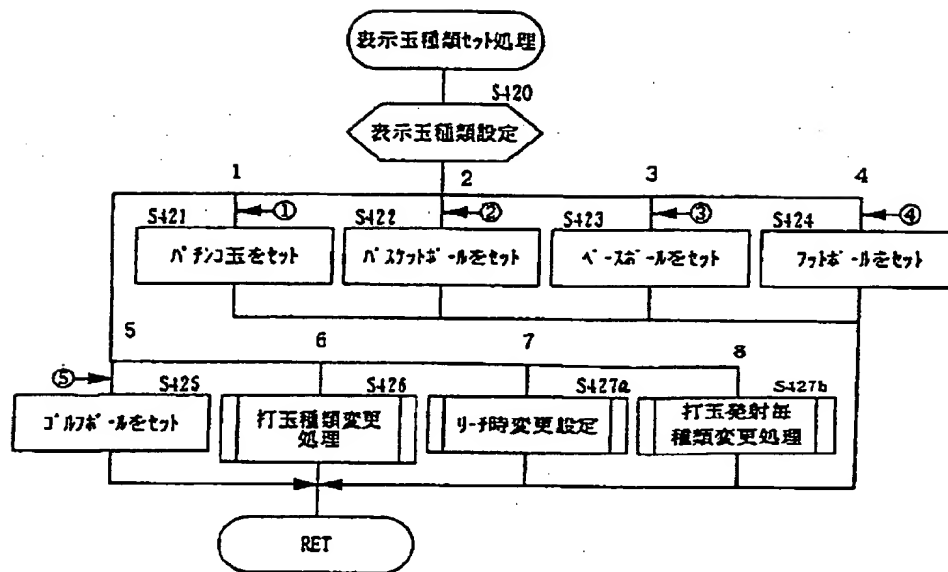 表示玉種類ｾｯﾄ処理
S420
表示玉種類設定
1
2
3
4
①
②
③
④
S421
S422
S423
S424
ﾊﾟﾁﾝｺ玉をｾｯﾄ
ﾊﾞｽｹｯﾄﾎﾞｰﾙをｾｯﾄ
ﾍﾞｰｽﾎﾞｰﾙをｾｯﾄ
ﾌｯﾄﾎﾞｰﾙをｾｯﾄ
5
6
7
8
⑤
S425
S426
S427a
S427b
ｺﾞﾙﾌﾎﾞｰﾙをｾｯﾄ
打玉種類変更
処理
ﾘｰﾁ時変更設定
打玉発射毎
種類変更処理
RET